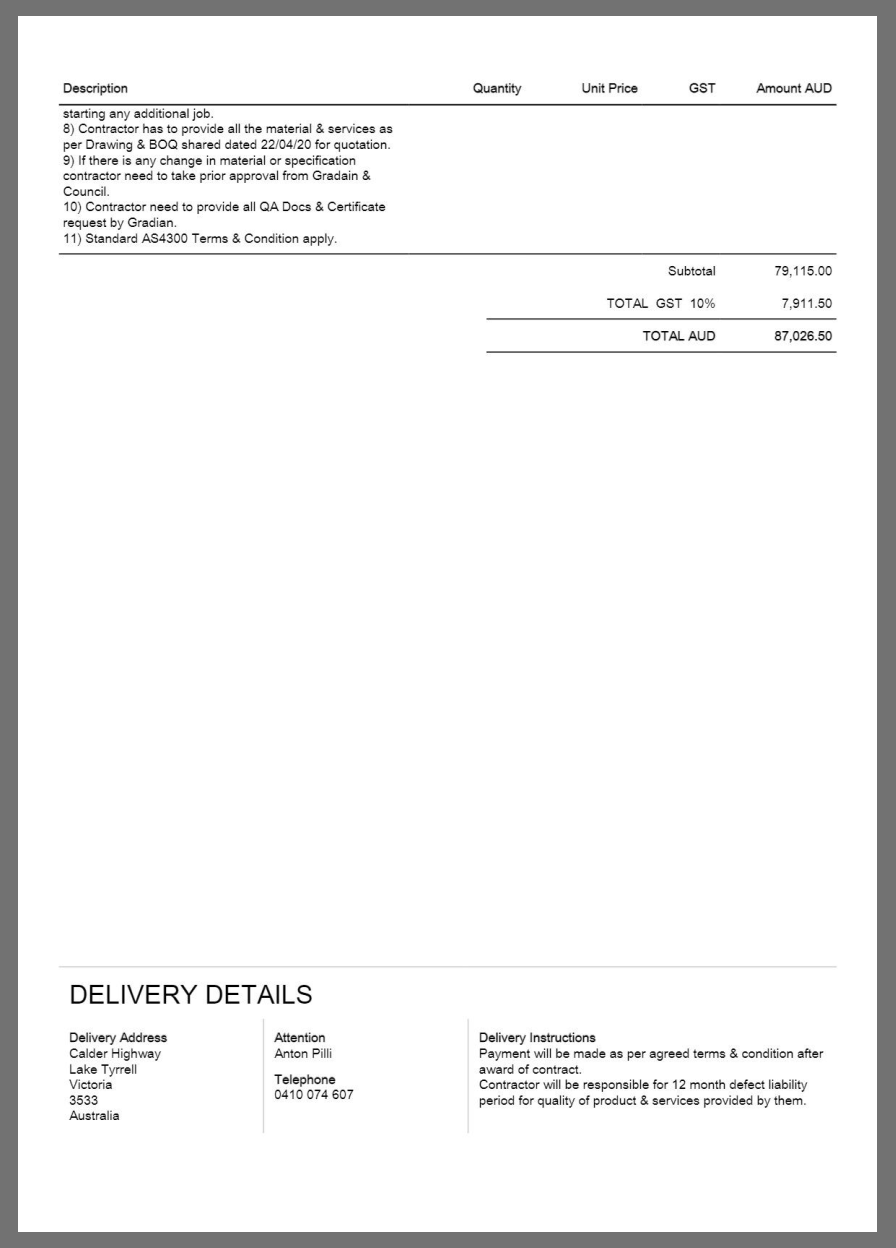 Description Quantity Unit Price GST Amount AUD
starting any additional job.
8) Contractor has to provide all the material & services as
per Drawing & BOQ shared dated 22/04/20 for quotation.
9) If there is any change in material or specification
contractor need to take prior approval from Gradain &
Council.
10) Contractor need to provide all QA Docs & Certificate
request by Gradian.
11) Standard AS4300 Terms & Condition apply.
Subtotal 79,115.00
TOTAL GST 10% 7,911.50
TOTAL AUD 87,026.50
DELIVERY DETAILS
Delivery Address
Calder Highway
Lake Tyrrell
Victoria
3533
Australia
Attention
Anton Pilli
Telephone
0410 074 607
Delivery Instructions
Payment will be made as per agreed terms & condition after
award of contract.
Contractor will be responsible for 12 month defect liability
period for quality of product & services provided by them.